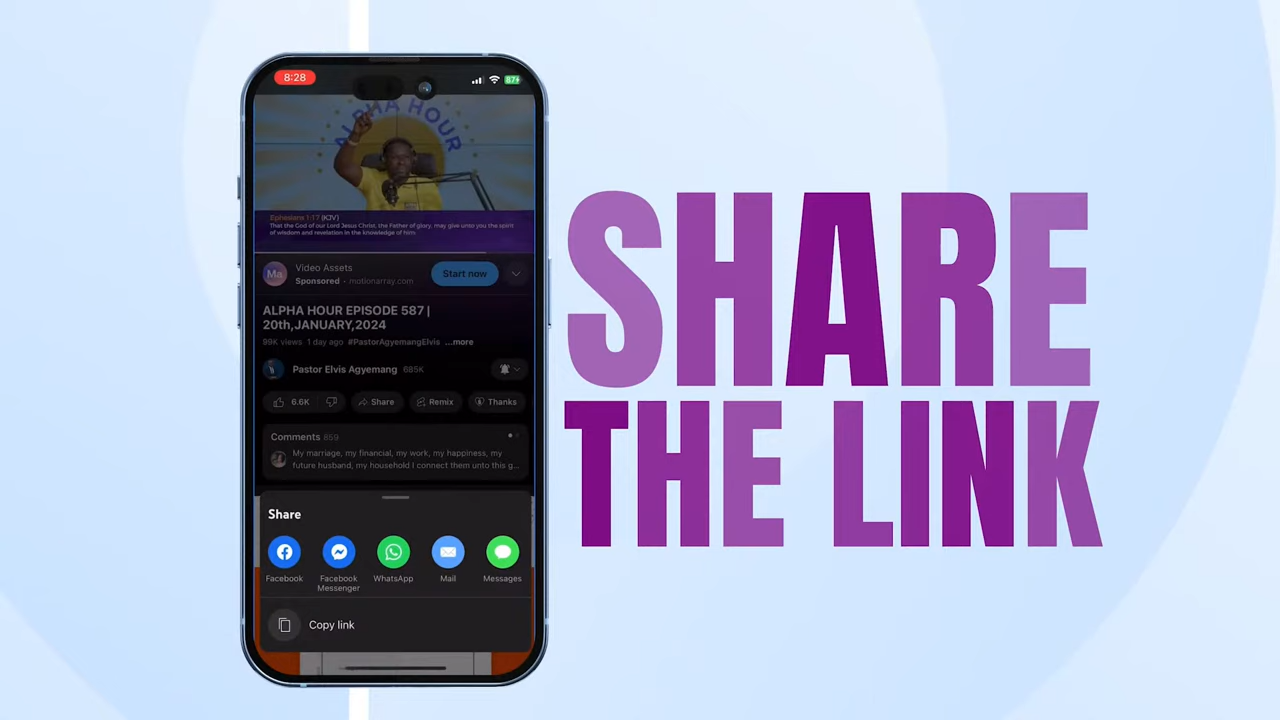 8:28
87
ALPHA HOUR
Ephesians 1:17 (KJV)
That the God of our Lord Jesus Christ, the Father of glory, may give unto you the spirit
of wisdom and revelation in the knowledge of him:
Ma
Video Assets
Sponsored · motionarray.com
Start now
ALPHA HOUR EPISODE 587 |
20th,JANUARY,2024
99K views 1 day ago #PastorAgyemangElvis ...more
Pastor Elvis Agyemang 685K
6.6K
Share
Remix
Thanks
Comments 859
My marriage, my financial, my work, my happiness, my
future husband, my household I connect them unto this g...
Share
Facebook
Facebook
Messenger
WhatsApp
Mail
Messages
Copy link
SHARE
THE LINK